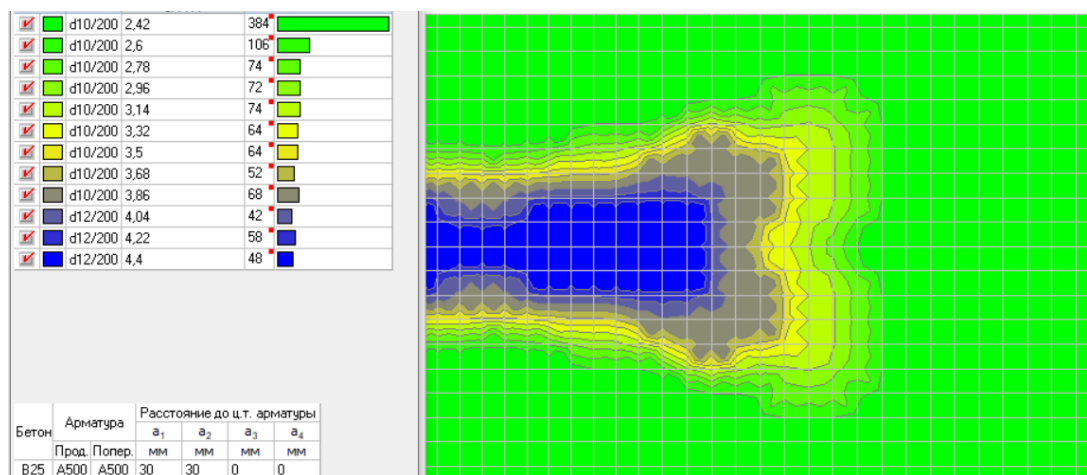 d10/200 2,42 384
d10/200 2,6 106
d10/200 2,78 74
d10/200 2,96 72
d10/200 3,14 74
d10/200 3,32 64
d10/200 3,5 64
d10/200 3,68 52
d10/200 3,86 68
d12/200 4,04 42
d12/200 4,22 58
d12/200 4,4 48
Бетон Арматура Расстояние до ц.т. арматуры
a1 a2 a3 a4
Прод. Попер. мм мм мм мм
B25 A500 A500 30 30 0 0